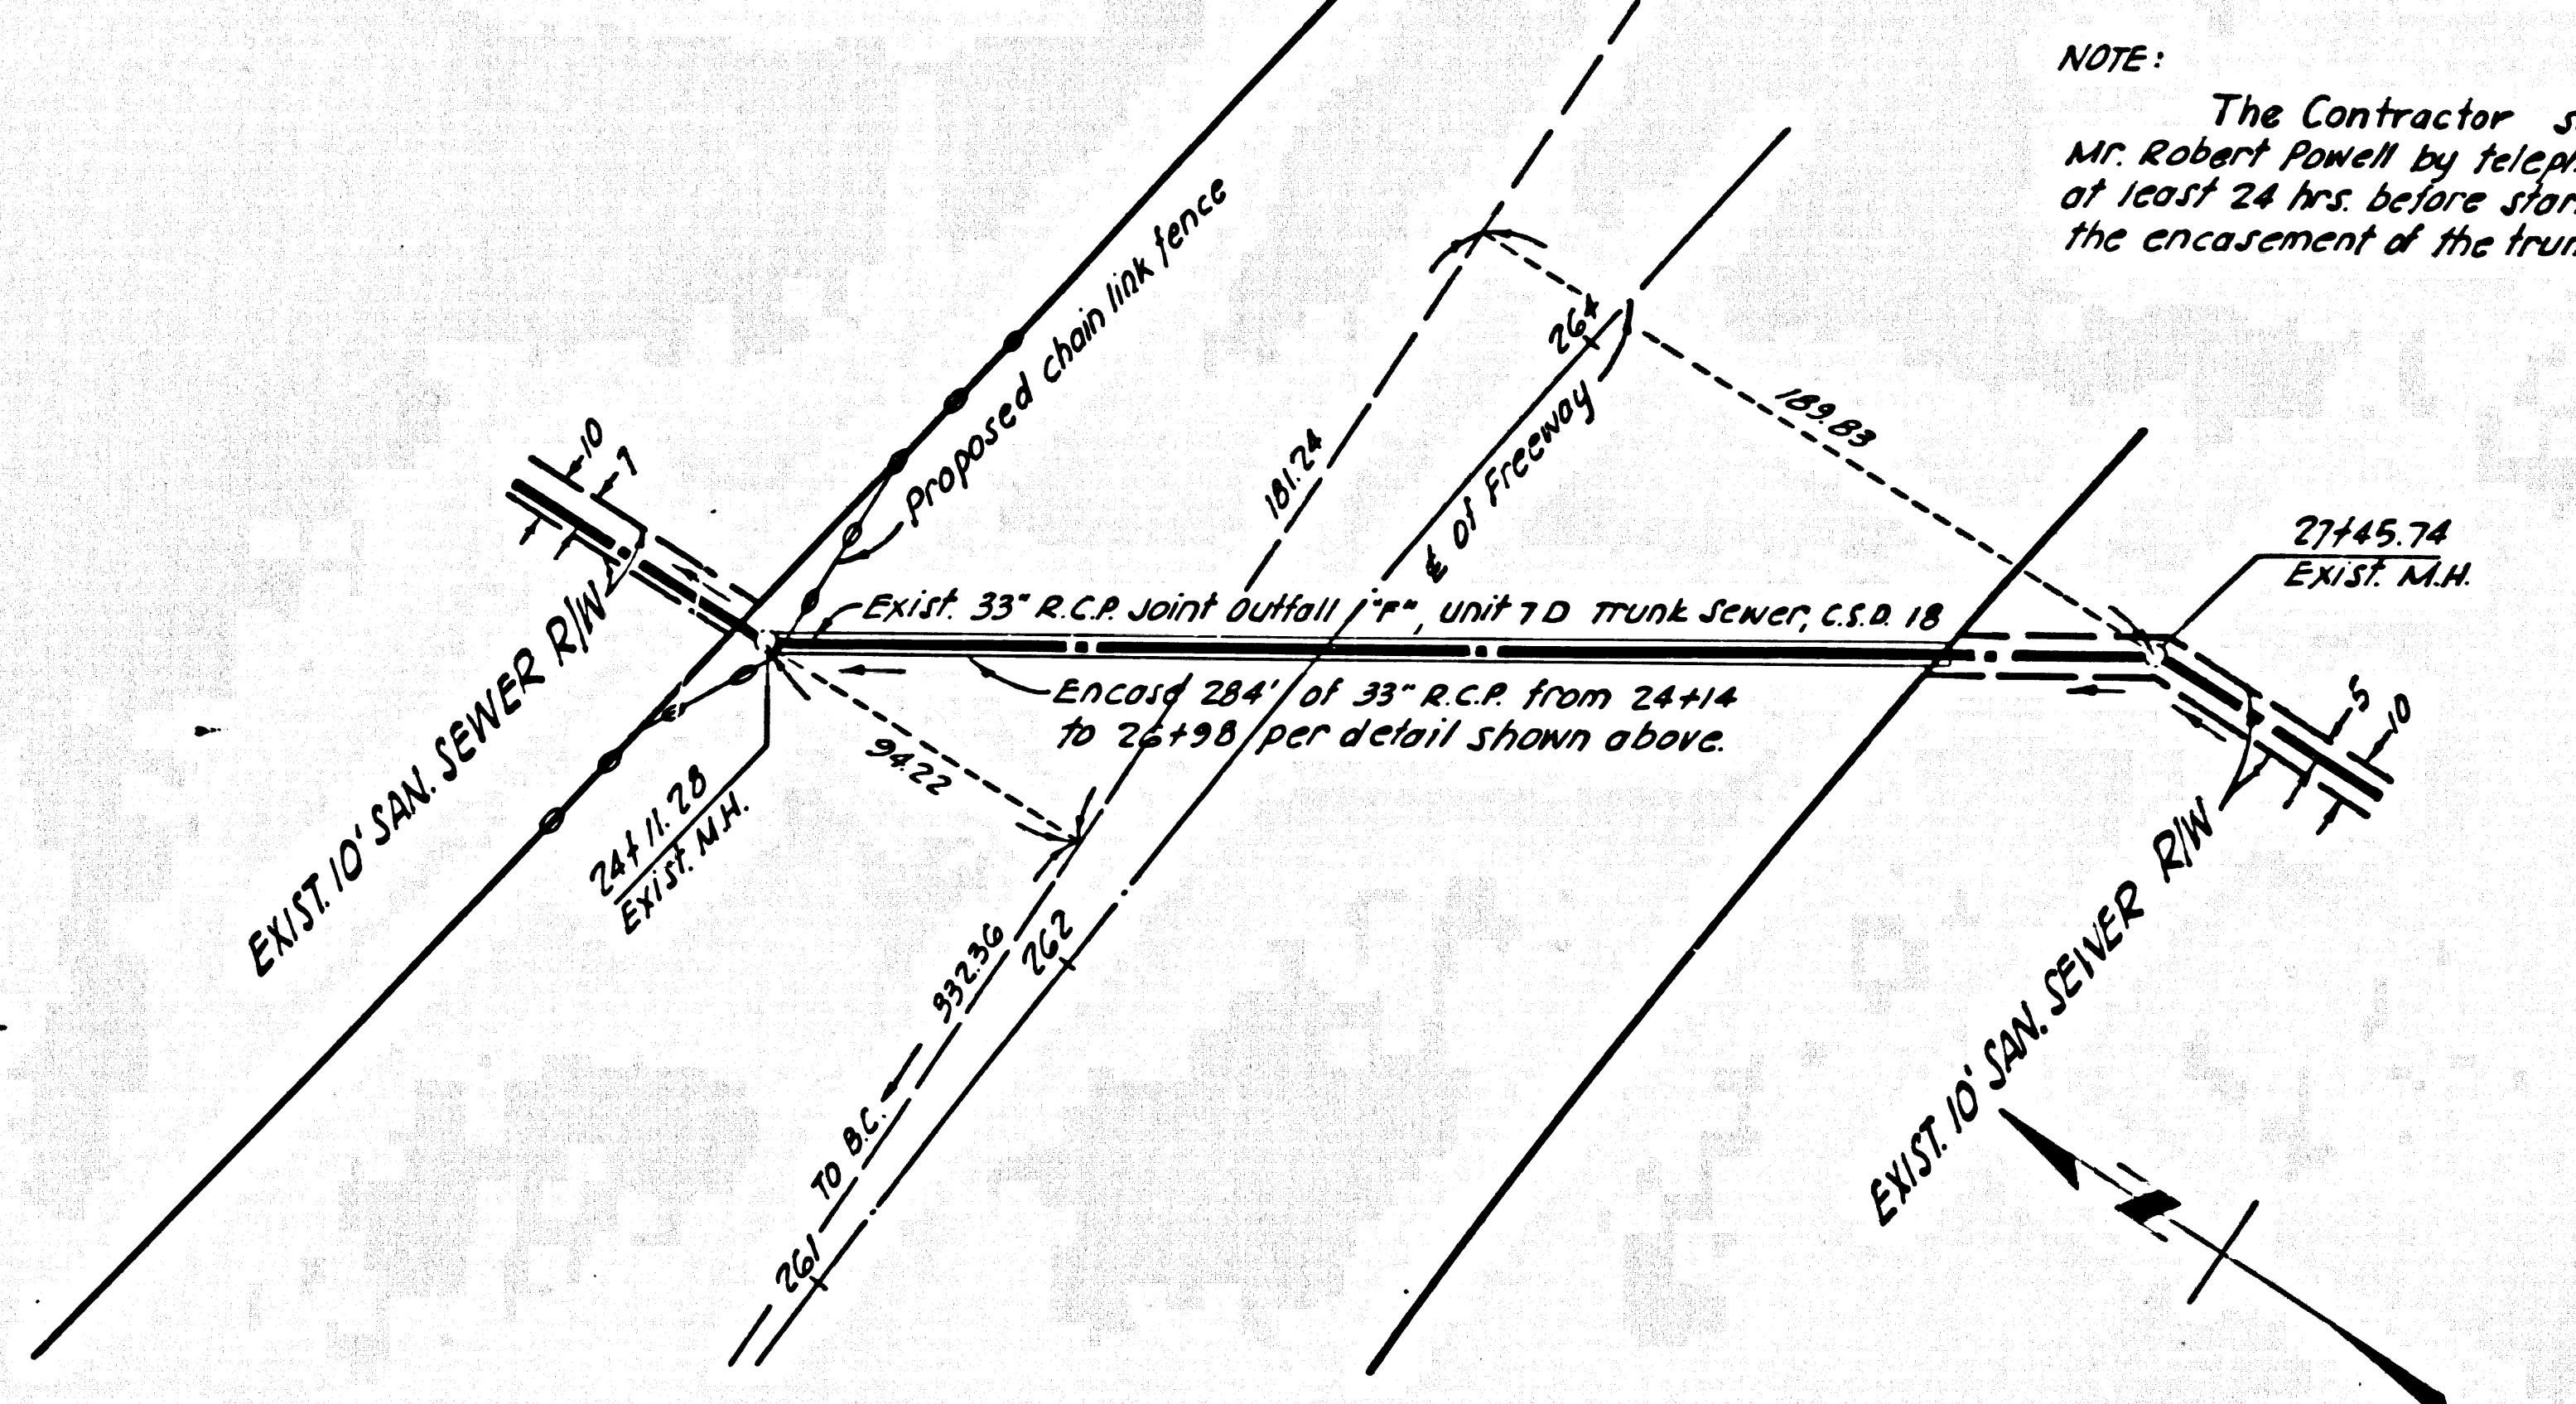 NOTE:
The Contractor s
Mr. Robert Powell by teleph
at least 24 hrs. before star
the encasement of the trun
Proposed chain link fence
264
℄ of Freeway
189.83
181.24
10
7
27+45.74
Exist. M.H.
Exist. 33" R.C.P. Joint Outfall "F", unit 7D Trunk Sewer, C.S.D. 18
Encase 284' of 33" R.C.P. from 24+14
to 26+98 per detail shown above.
EXIST. 10' SAN. SEWER R/W
94.22
24+11.28
Exist. M.H.
5
10
EXIST. 10' SAN. SEWER R/W
932.36
262
TO B.C.
261